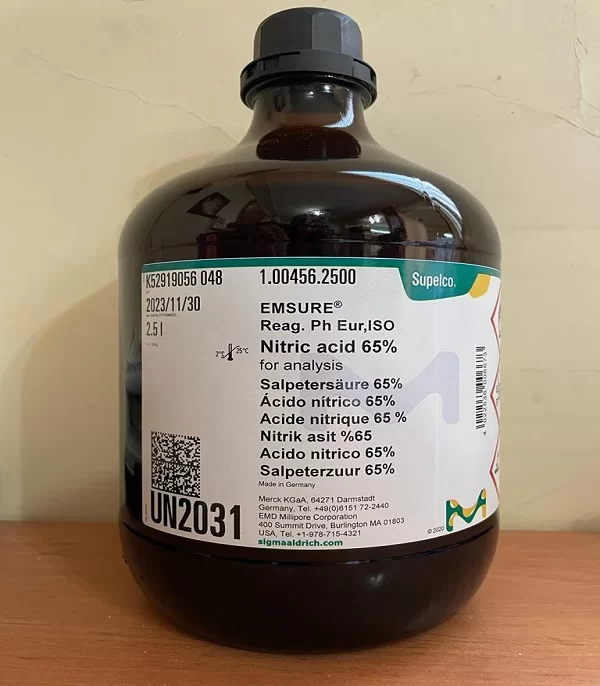 K52919056 048
1.00456.2500
Supelco.
2023/11/30
2.5 l
2°C
25°C
EMSURE®
Reag. Ph Eur,ISO
Nitric acid 65%
for analysis
Salpetersäure 65%
Ácido nítrico 65%
Acide nitrique 65 %
Nitrik asit %65
Acido nitrico 65%
Salpeterzuur 65%
Made in Germany
UN2031
Merck KGaA, 64271 Darmstadt
Germany, Tel. +49(0)6151 72-2440
EMD Millipore Corporation
400 Summit Drive, Burlington MA 01803
USA, Tel. +1-978-715-4321
sigmaaldrich.com
© 2020